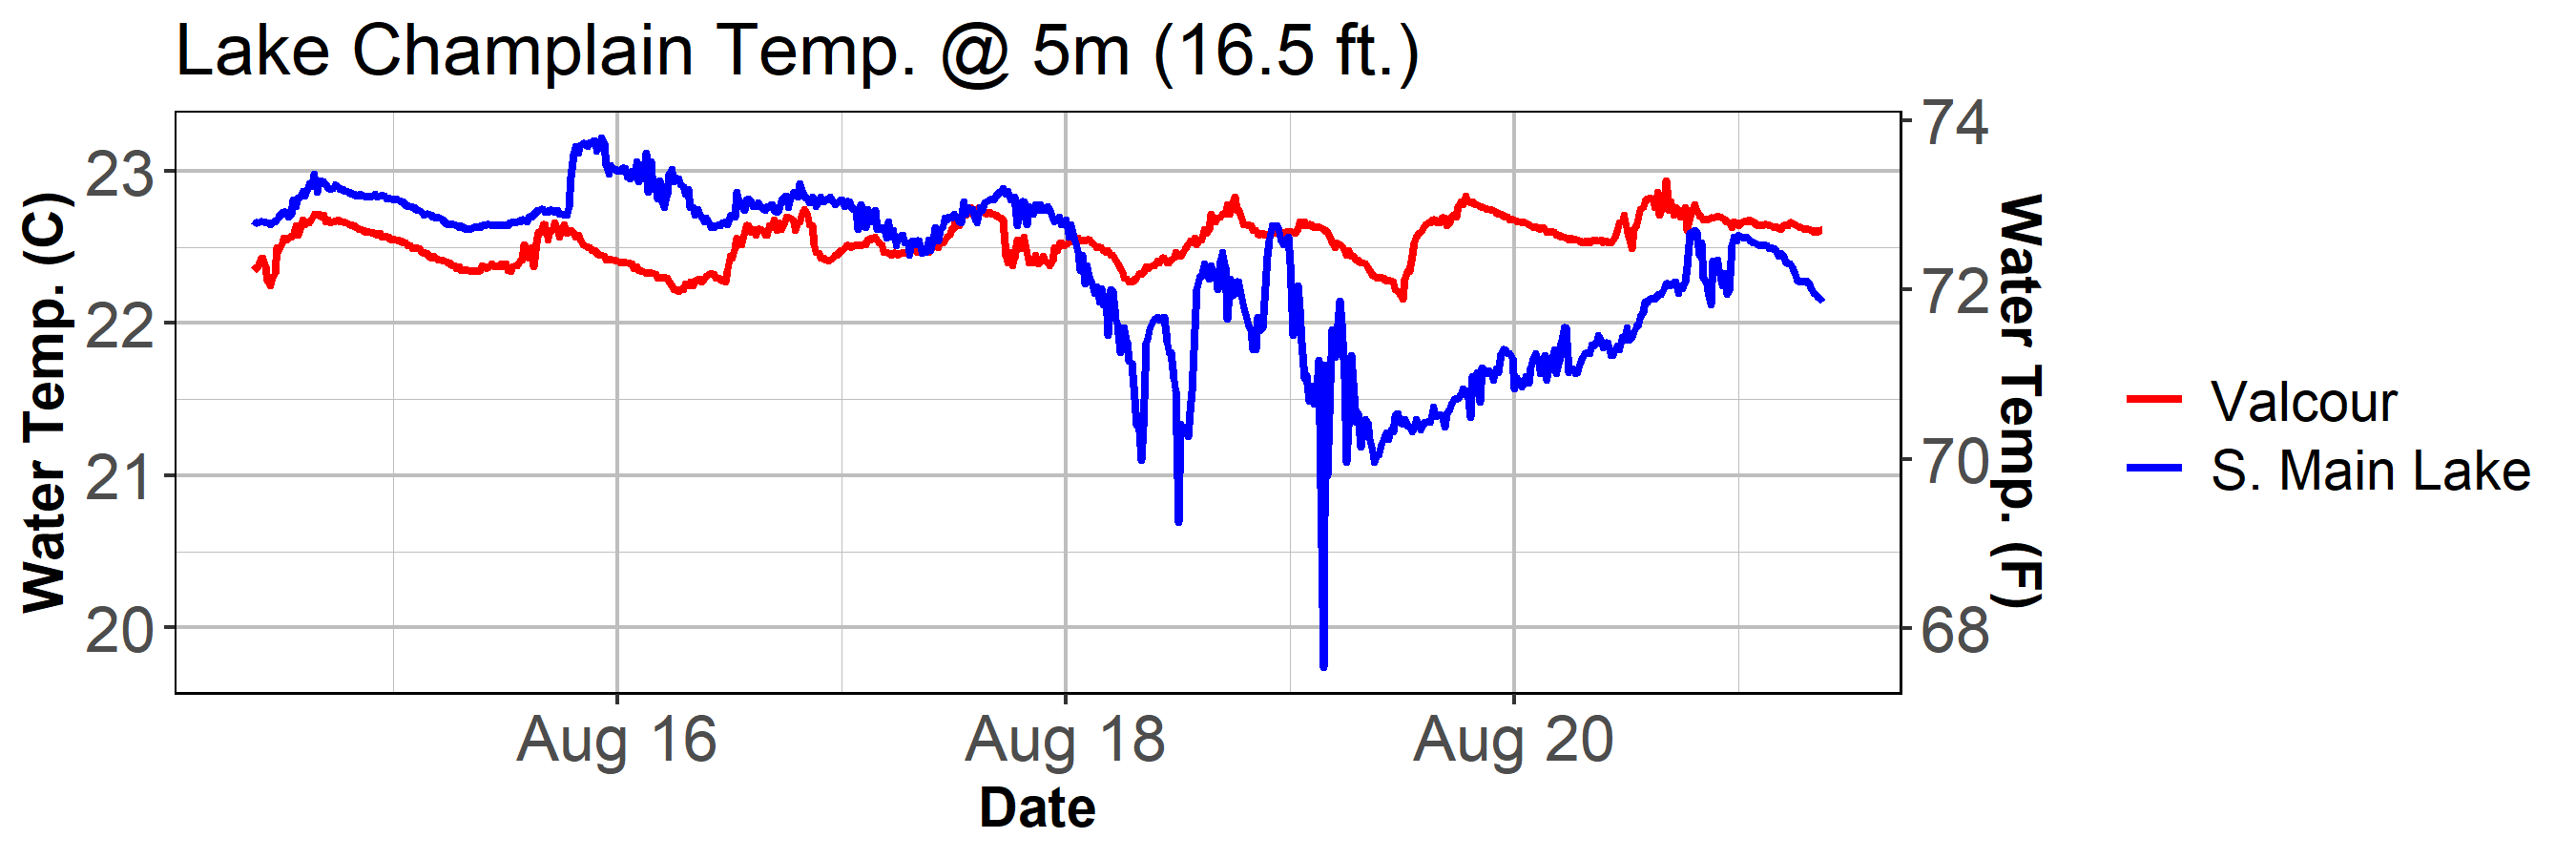 Lake Champlain Temp. @ 5m (16.5 ft.)
Water Temp. (C)
23
22
21
20
74
72
70
68
Water Temp. (F)
Aug 16
Aug 18
Aug 20
Date
Valcour
S. Main Lake